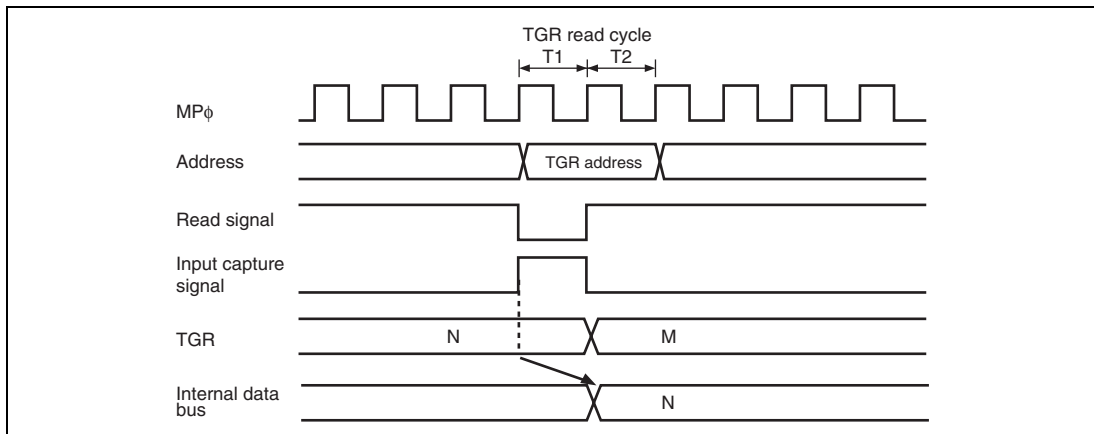 TGR read cycle
T1 T2
MPϕ
Address
TGR address
Read signal
Input capture
signal
TGR
N M
Internal data
bus
N